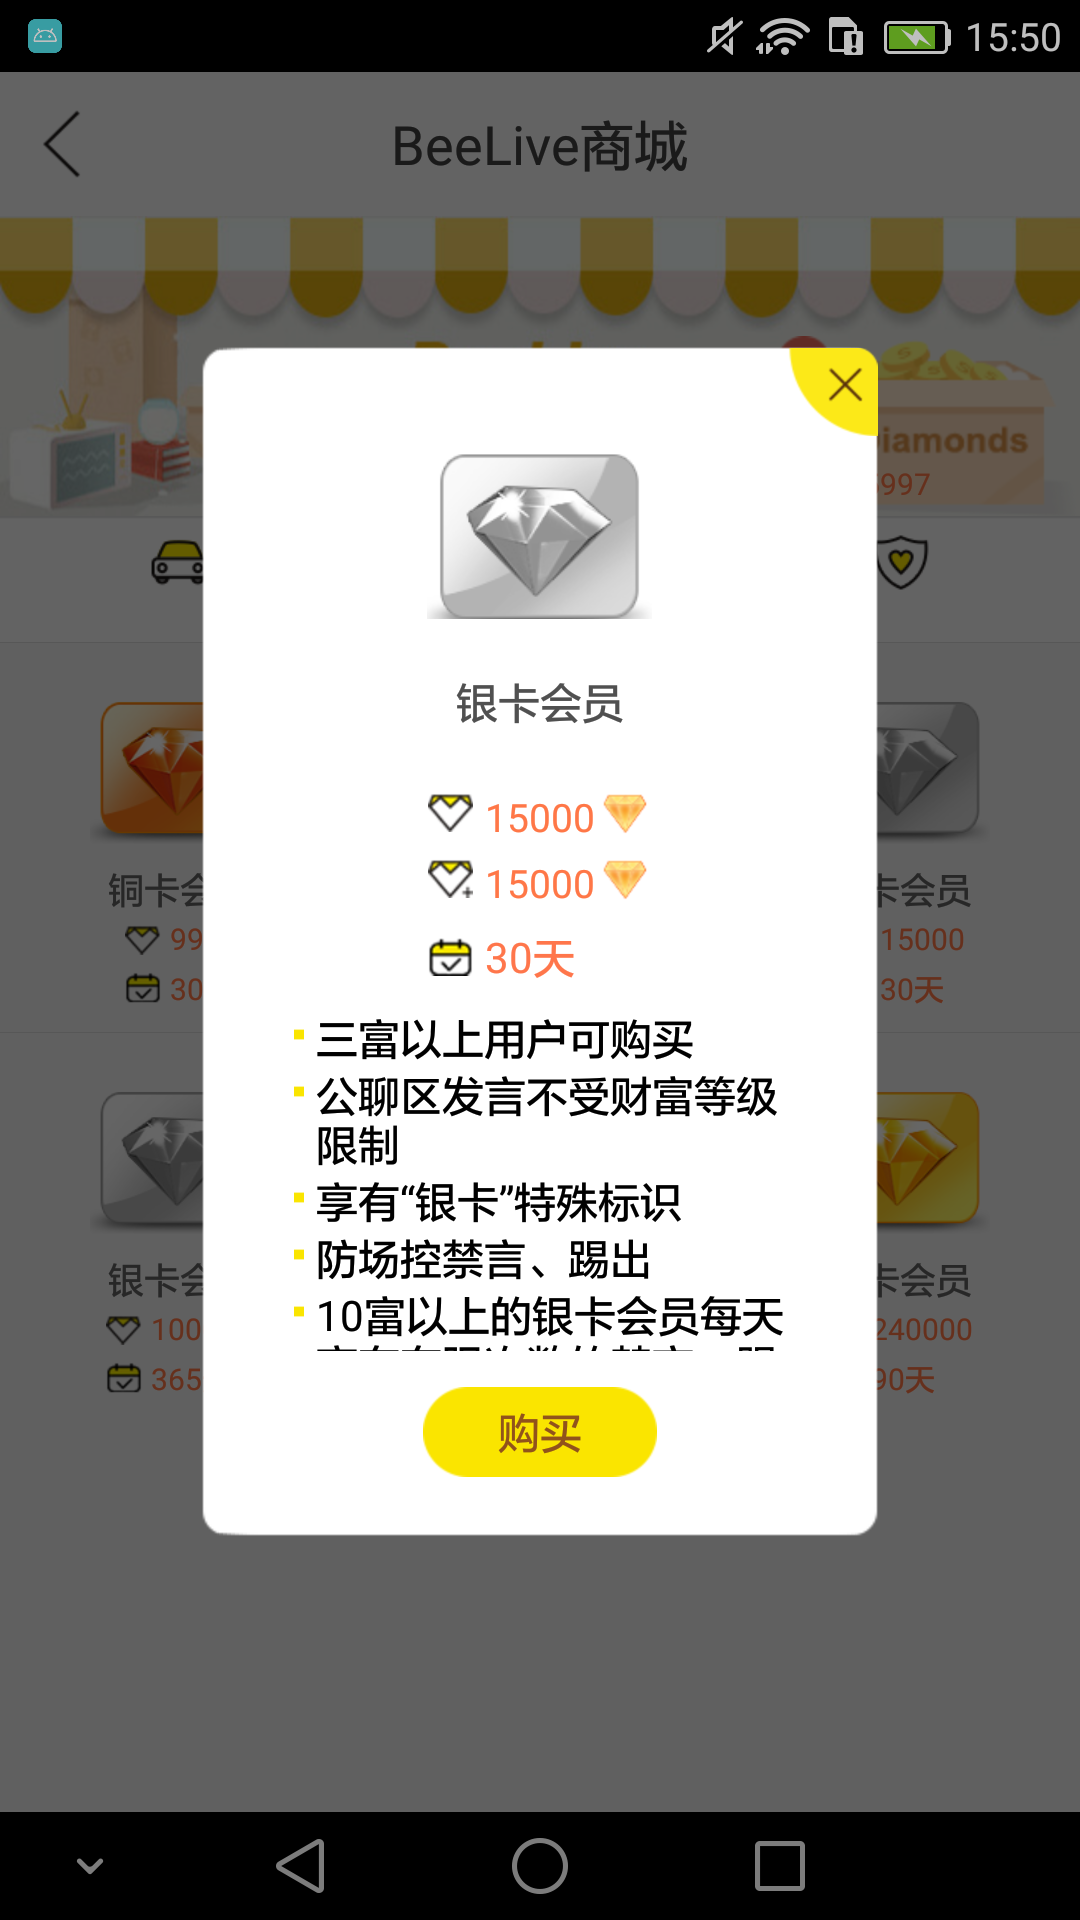 15:50
BeeLive商城
iamonds
997
银卡会员
15000
15000
30天
三富以上用户可购买
公聊区发言不受财富等级
限制
享有“银卡”特殊标识
防场控禁言、踢出
10富以上的银卡会员每天
购买
铜卡会
99
30
卡会员
15000
30天
银卡会
100
365
卡会员
240000
90天